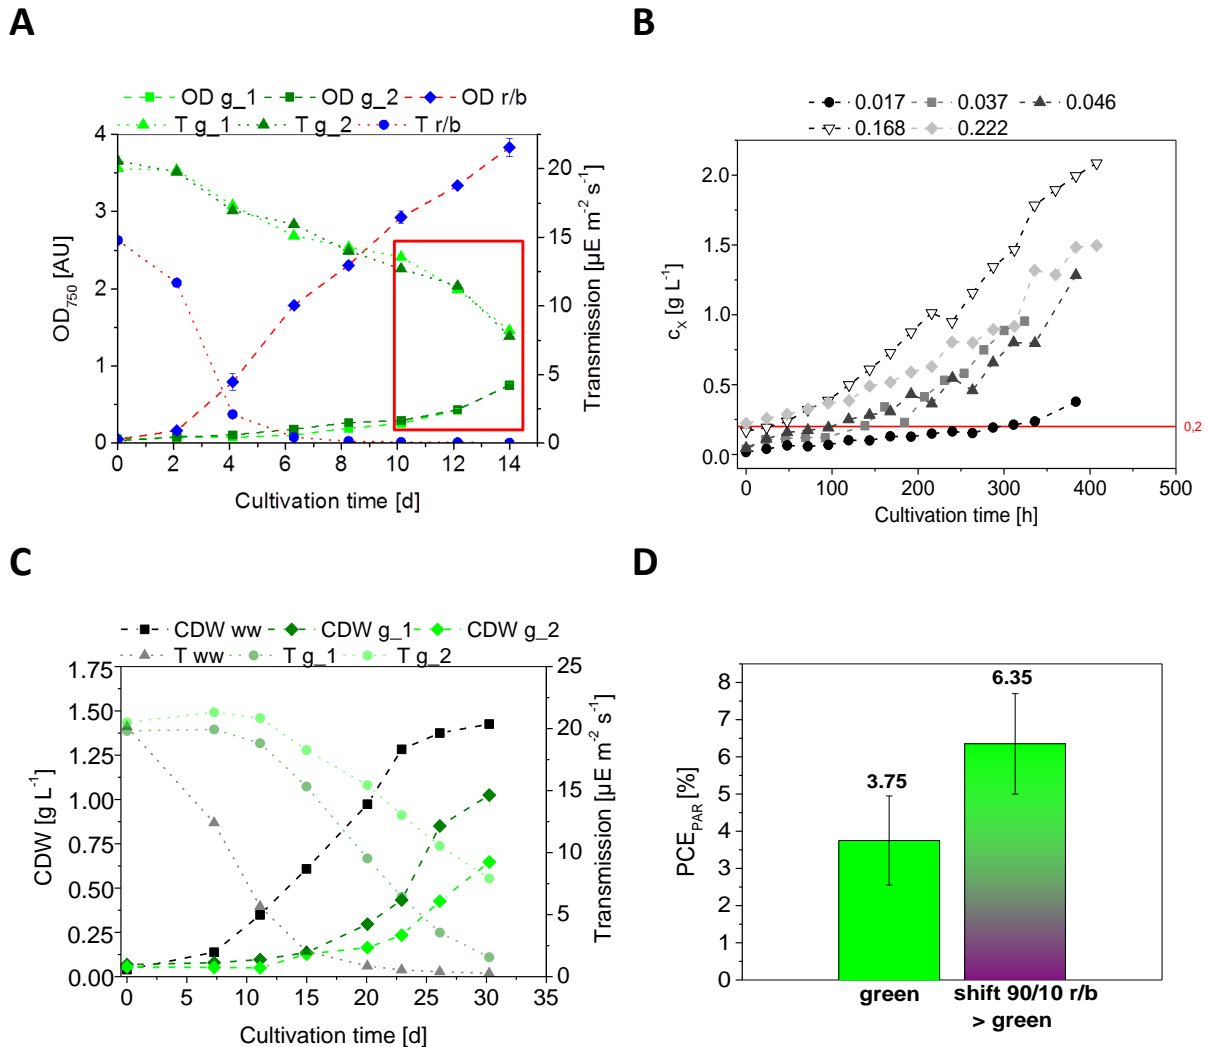 A
OD g_1 OD g_2 OD r/b
T g_1 T g_2 T r/b
4
3
2
1
0
OD750 [AU]
20
15
10
5
0
Transmission [µE m-2 s-1]
0 2 4 6 8 10 12 14
Cultivation time [d]
B
0.017 0.037 0.046
0.168 0.222
2.0
1.5
1.0
0.5
0.0
cX [g L-1]
0,2
0 100 200 300 400 500
Cultivation time [h]
C
CDW ww CDW g_1 CDW g_2
T ww T g_1 T g_2
1.75
1.50
1.25
1.00
0.75
0.50
0.25
0.00
CDW [g L-1]
25
20
15
10
5
0
Transmission [µE m-2 s-1]
0 5 10 15 20 25 30 35
Cultivation time [d]
D
8
7
6
5
4
3
2
1
0
PCEPAR [%]
3.75
6.35
green
shift 90/10 r/b
> green